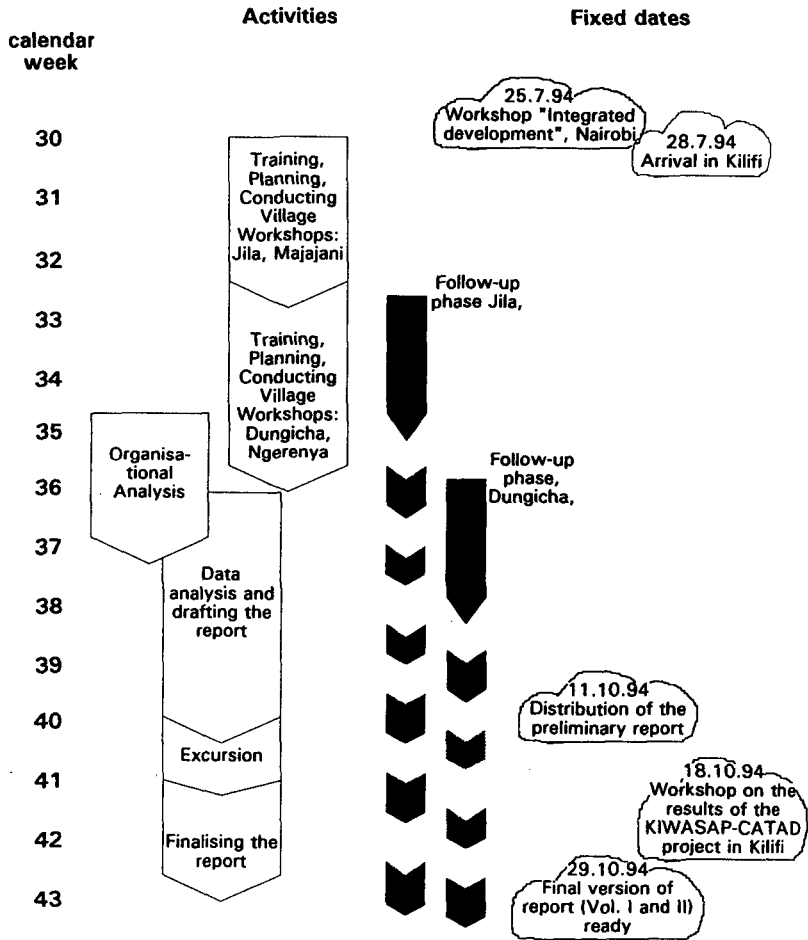 Activities
Fixed dates
calendar
week
30
31
32
33
34
35
36
37
38
39
40
41
42
43
Training,
Planning,
Conducting
Village
Workshops:
Jila, Majajani
Training,
Planning,
Conducting
Village
Workshops:
Dungicha,
Ngerenya
Organisa-
tional
Analysis
Data
analysis and
drafting the
report
Excursion
Finalising the
report
Follow-up
phase Jila,
Follow-up
phase,
Dungicha,
25.7.94
Workshop "Integrated
development", Nairobi
28.7.94
Arrival in Kilifi
11.10.94
Distribution of the
preliminary report
18.10.94
Workshop on the
results of the
KIWASAP-CATAD
project in Kilifi
29.10.94
Final version of
report (Vol. I and II)
ready